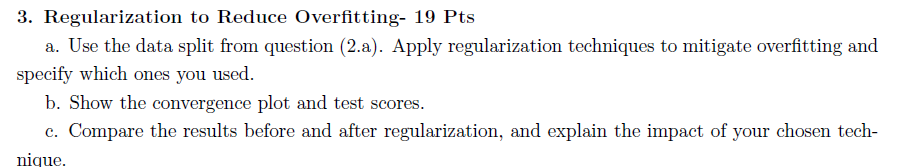 3. Regularization to Reduce Overfitting- 19 Pts
a. Use the data split from question (2.a). Apply regularization techniques to mitigate overfitting and
specify which ones you used.
b. Show the convergence plot and test scores.
c. Compare the results before and after regularization, and explain the impact of your chosen tech-
nique.